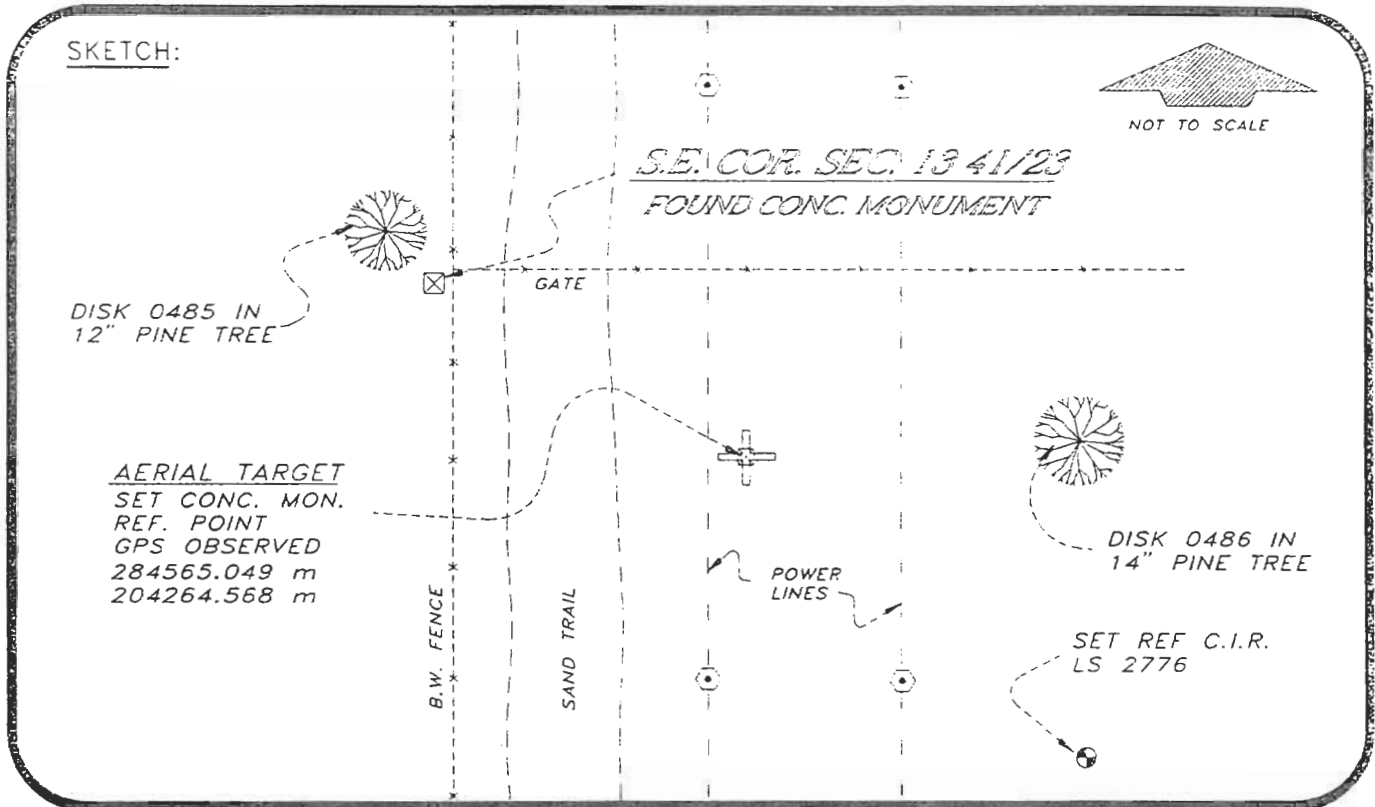 SKETCH:
NOT TO SCALE
S.E. COR. SEC. 13 41/23
FOUND CONC. MONUMENT
GATE
DISK 0485 IN
12" PINE TREE
AERIAL TARGET
SET CONC. MON.
REF. POINT
GPS OBSERVED
284565.049 m
204264.568 m
B.W. FENCE
SAND TRAIL
POWER
LINES
DISK 0486 IN
14" PINE TREE
SET REF C.I.R.
LS 2776